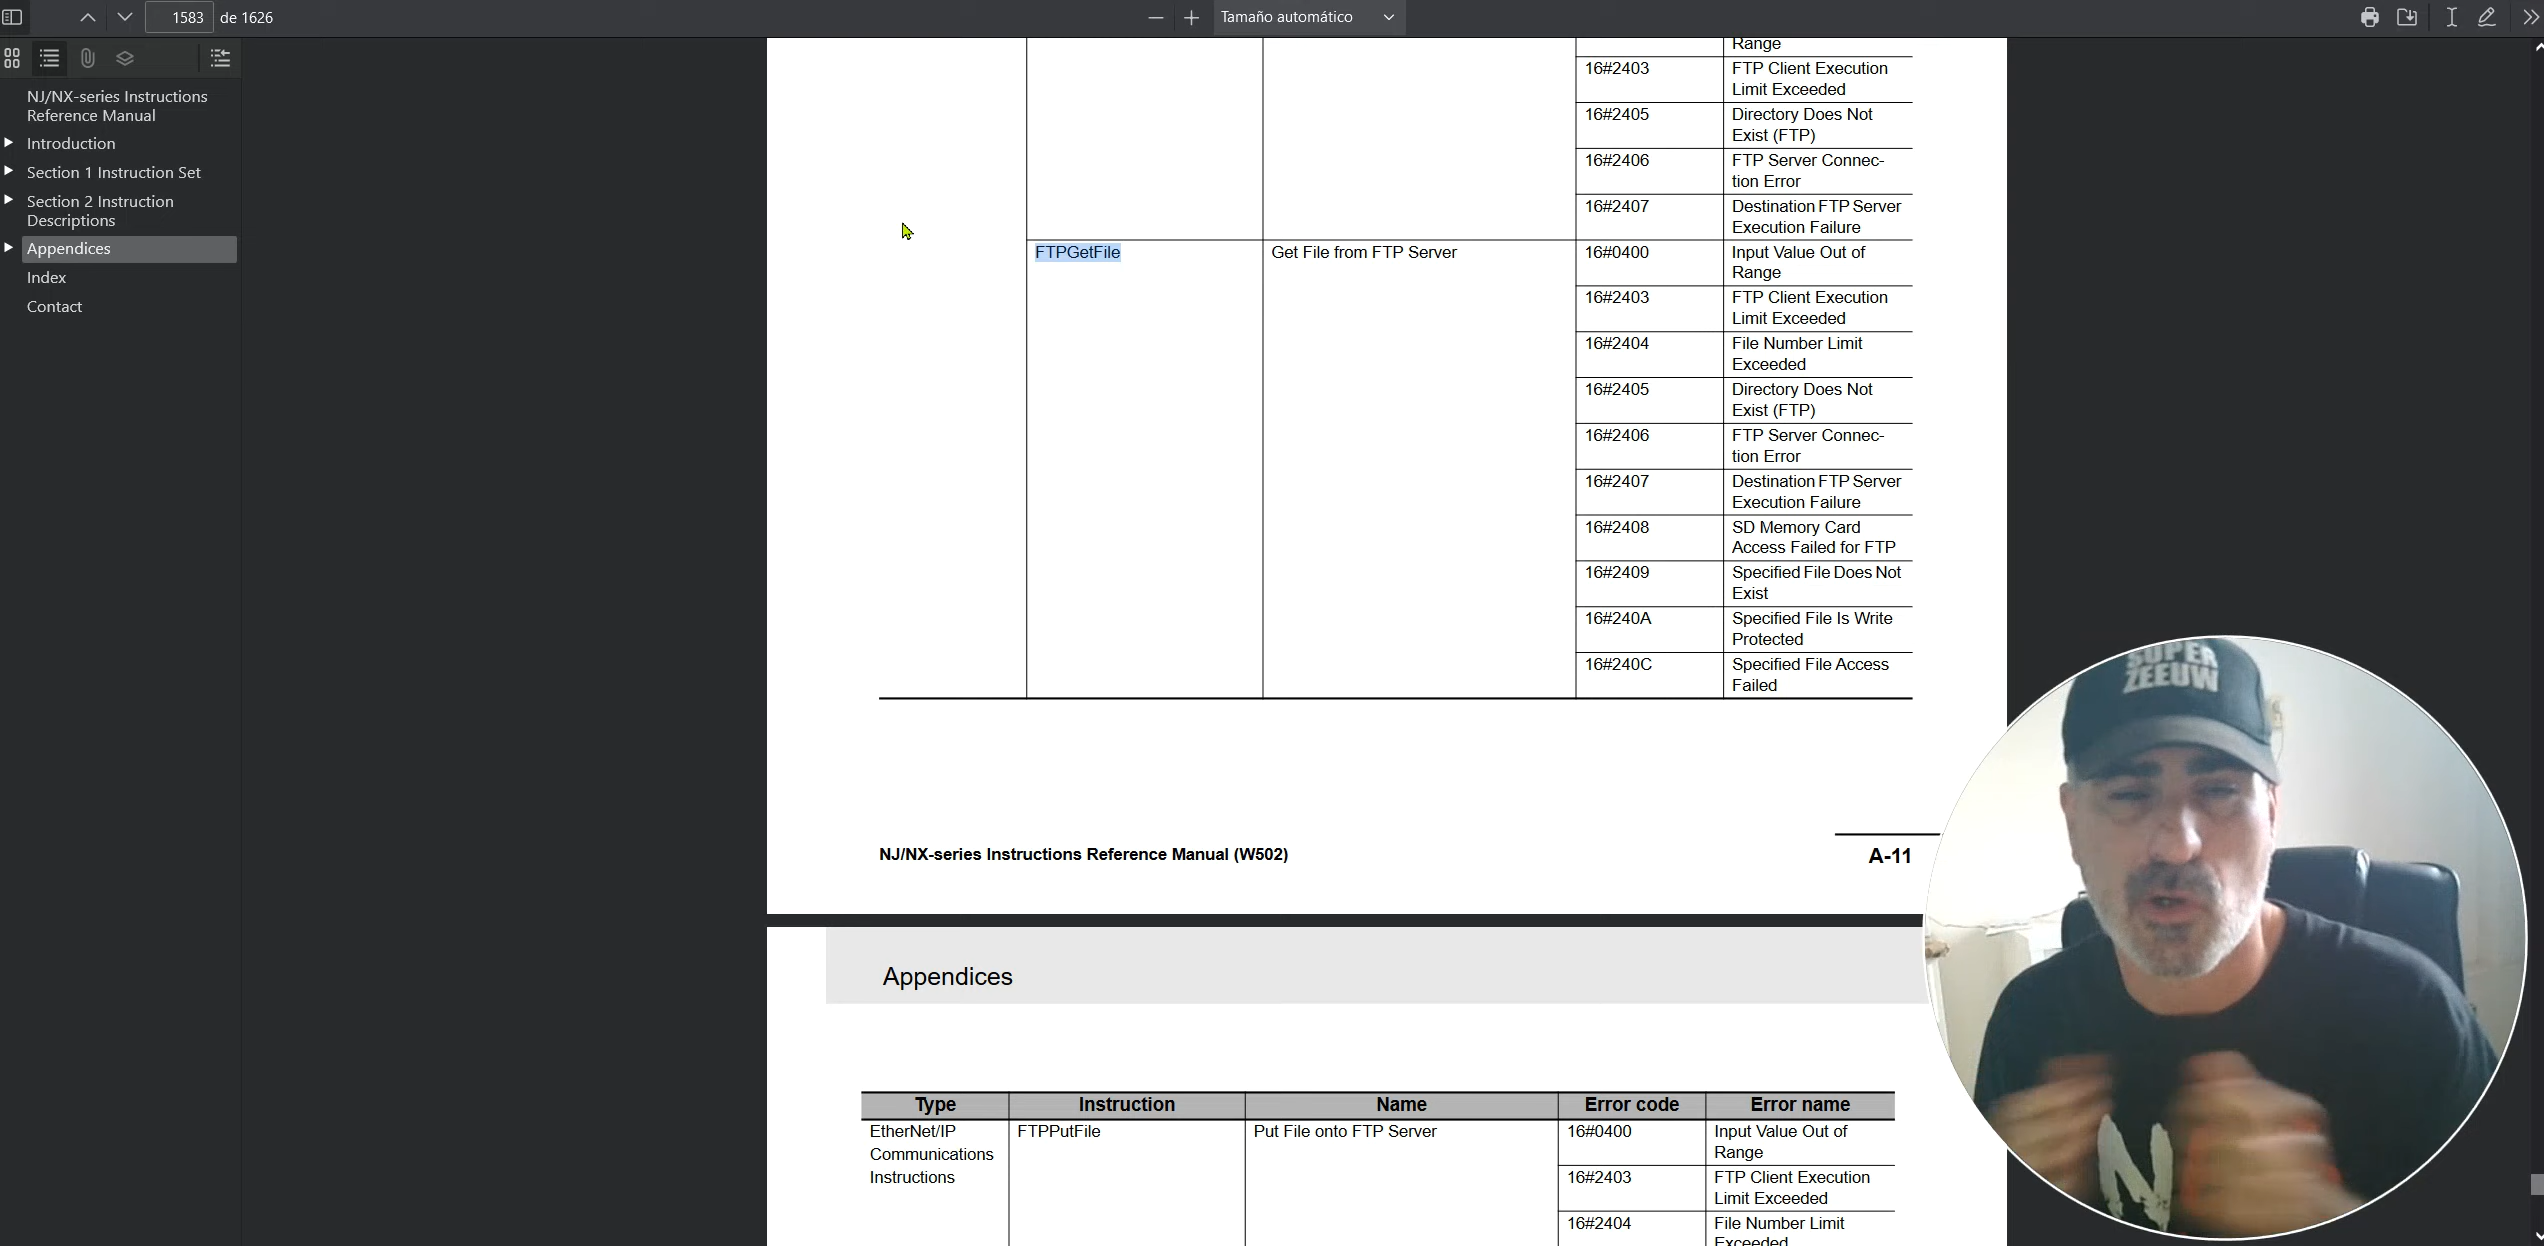 1583 de 1626
Tamaño automático
NJ/NX-series Instructions
Reference Manual
Introduction
Section 1 Instruction Set
Section 2 Instruction
Descriptions
Appendices
Index
Contact
Range
16#2403 FTP Client Execution
Limit Exceeded
16#2405 Directory Does Not
Exist (FTP)
16#2406 FTP Server Connec-
tion Error
16#2407 Destination FTP Server
Execution Failure
FTPGetFile Get File from FTP Server 16#0400 Input Value Out of
Range
16#2403 FTP Client Execution
Limit Exceeded
16#2404 File Number Limit
Exceeded
16#2405 Directory Does Not
Exist (FTP)
16#2406 FTP Server Connec-
tion Error
16#2407 Destination FTP Server
Execution Failure
16#2408 SD Memory Card
Access Failed for FTP
16#2409 Specified File Does Not
Exist
16#240A Specified File Is Write
Protected
16#240C Specified File Access
Failed
NJ/NX-series Instructions Reference Manual (W502)
A-11
Appendices
Type Instruction Name Error code Error name
EtherNet/IP FTPPutFile Put File onto FTP Server 16#0400 Input Value Out of
Communications Range
Instructions 16#2403 FTP Client Execution
Limit Exceeded
16#2404 File Number Limit
Exceeded
SUPER
ZEEUW
N